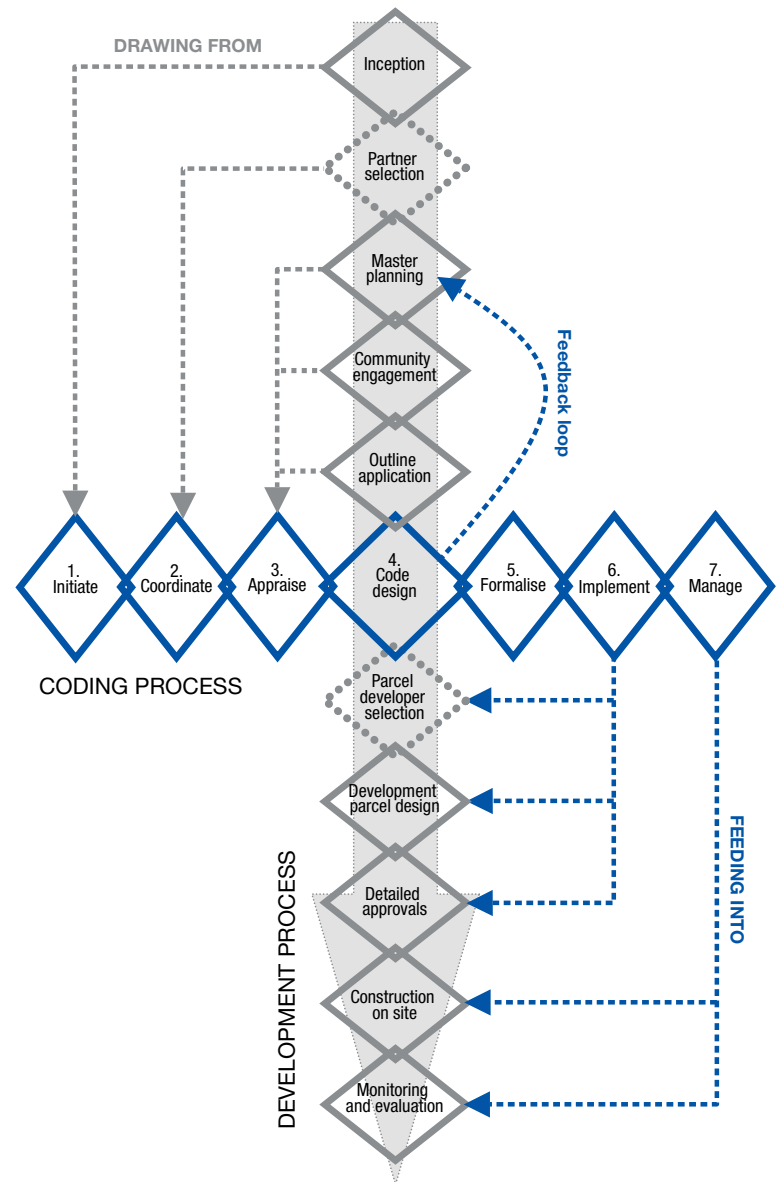 DRAWING FROM
Inception
Partner
selection
Master
planning
Community
engagement
Feedback loop
Outline
application
1.
Initiate
2.
Coordinate
3.
Appraise
4.
Code
design
5.
Formalise
6.
Implement
7.
Manage
CODING PROCESS
Parcel
developer
selection
Development
parcel design
FEEDING INTO
Detailed
approvals
DEVELOPMENT PROCESS
Construction
on site
Monitoring
and evaluation